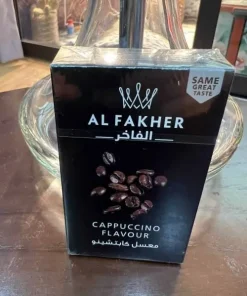 SAME
GREAT
TASTE
AL FAKHER
الفاخر
CAPPUCCINO
FLAVOUR
معسل كابتشينو